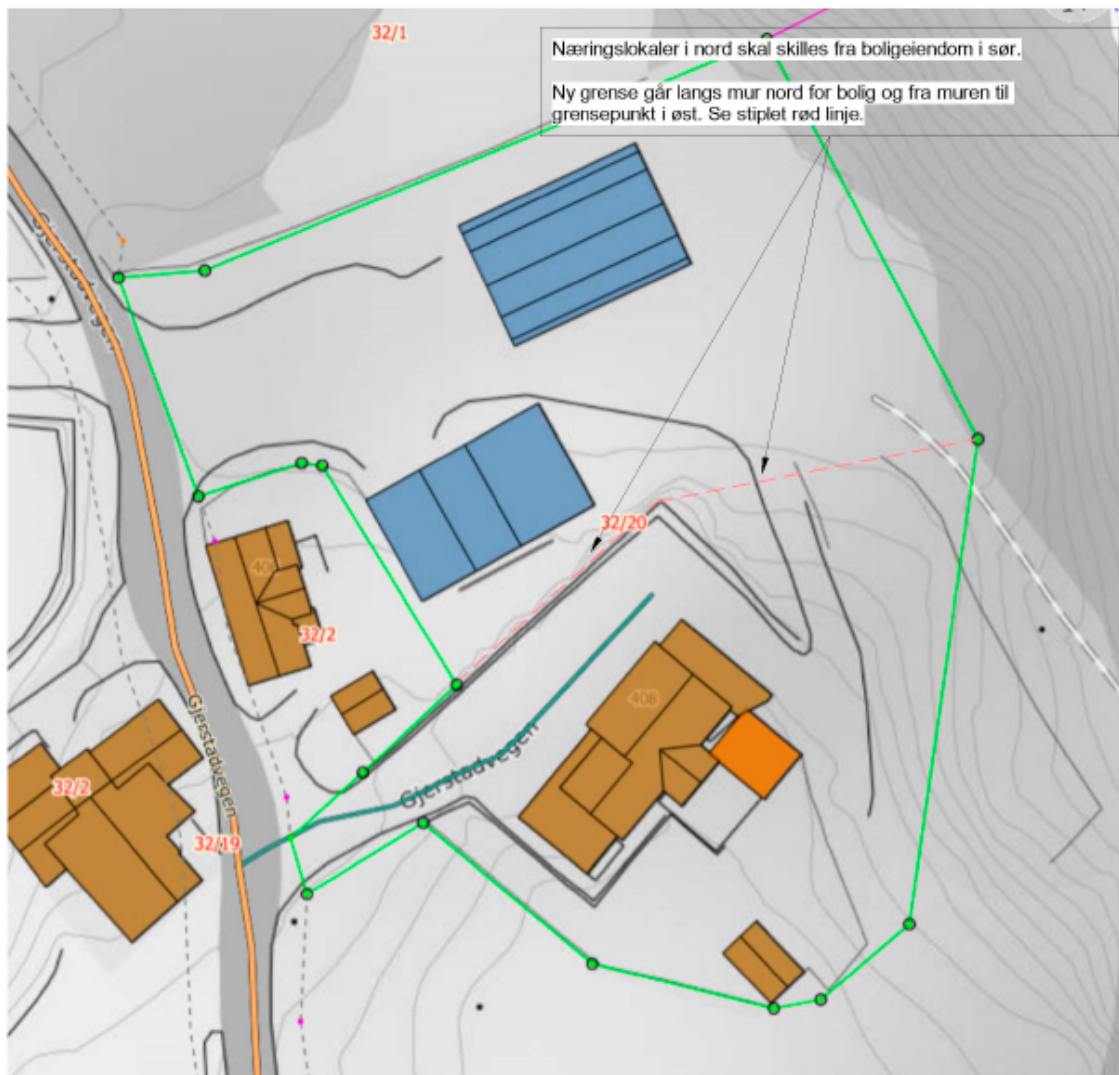 32/1
Næringslokaler i nord skal skilles fra boligeiendom i sør.
Ny grense går langs mur nord for bolig og fra muren til
grensepunkt i øst. Se stiplet rød linje.
Gjerstadvegen
32/20
406
32/2
408
Gjerstadvegen
Gjerstadvegen
32/2
32/19